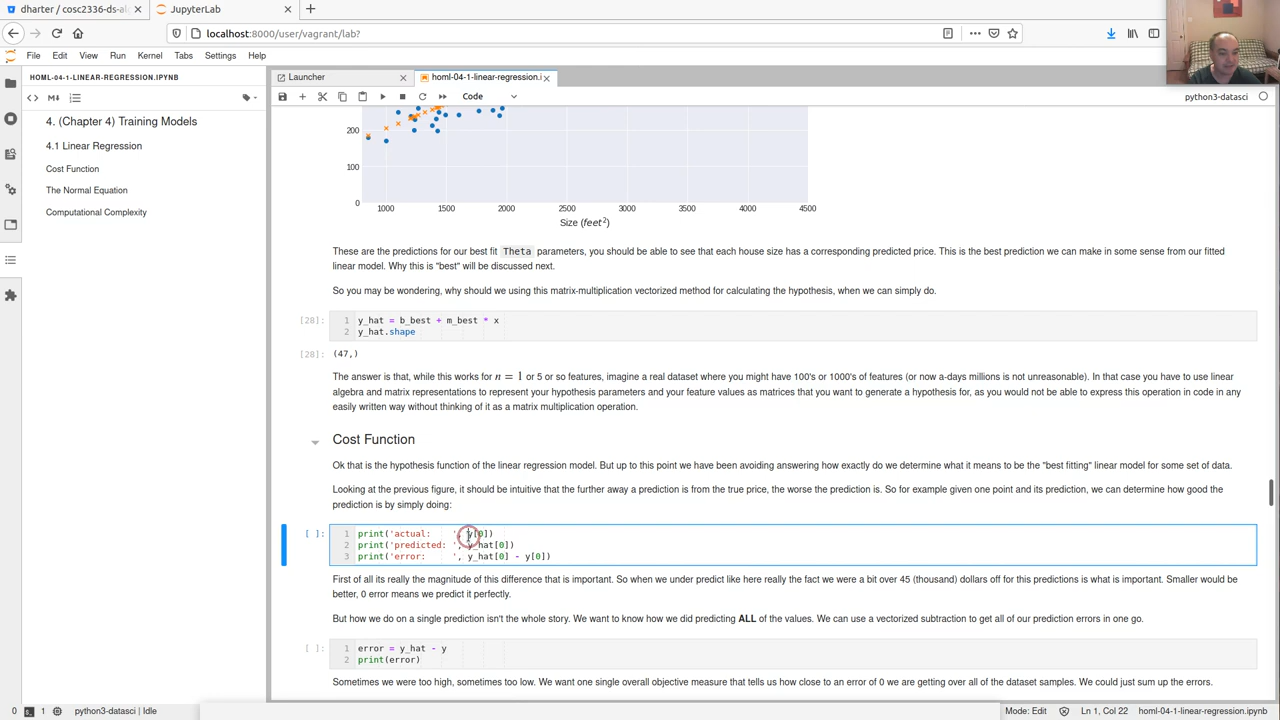 dharter / cosc2336-ds-al
JupyterLab
https://localhost:8000/user/vagrant/lab?
File Edit View Run Kernel Tabs Settings Help
HOML-04-1-LINEAR-REGRESSION.IPYNB
4. (Chapter 4) Training Models
4.1 Linear Regression
Cost Function
The Normal Equation
Computational Complexity
Launcher
homl-04-1-linear-regression.i
Code
python3-datasci
200
100
0
1000 1500 2000 2500 3000 3500 4000 4500
Size (feet²)
These are the predictions for our best fit Theta parameters, you should be able to see that each house size has a corresponding predicted price. This is the best prediction we can make in some sense from our fitted
linear model. Why this is "best" will be discussed next.
So you may be wondering, why should we using this matrix-multiplication vectorized method for calculating the hypothesis, when we can simply do.
[28]:
1 y_hat = b_best + m_best * x
2 y_hat.shape
[28]: (47,)
The answer is that, while this works for n = 1 or 5 or so features, imagine a real dataset where you might have 100's or 1000's of features (or now a-days millions is not unreasonable). In that case you have to use linear
algebra and matrix representations to represent your hypothesis parameters and your feature values as matrices that you want to generate a hypothesis for, as you would not be able to express this operation in code in any
easily written way without thinking of it as a matrix multiplication operation.
Cost Function
Ok that is the hypothesis function of the linear regression model. But up to this point we have been avoiding answering how exactly do we determine what it means to be the "best fitting" linear model for some set of data.
Looking at the previous figure, it should be intuitive that the further away a prediction is from the true price, the worse the prediction is. So for example given one point and its prediction, we can determine how good the
prediction is by simply doing:
[ ]:
1 print('actual:    ', y[0])
2 print('predicted: ', y_hat[0])
3 print('error:     ', y_hat[0] - y[0])
First of all its really the magnitude of this difference that is important. So when we under predict like here really the fact we were a bit over 45 (thousand) dollars off for this predictions is what is important. Smaller would be
better, 0 error means we predict it perfectly.
But how we do on a single prediction isn't the whole story. We want to know how we did predicting ALL of the values. We can use a vectorized subtraction to get all of our prediction errors in one go.
[ ]:
1 error = y_hat - y
2 print(error)
Sometimes we were too high, sometimes too low. We want one single overall objective measure that tells us how close to an error of 0 we are getting over all of the dataset samples. We could just sum up the errors.
0 1 python3-datasci | Idle
Mode: Edit Ln 1, Col 22 homl-04-1-linear-regression.ipynb